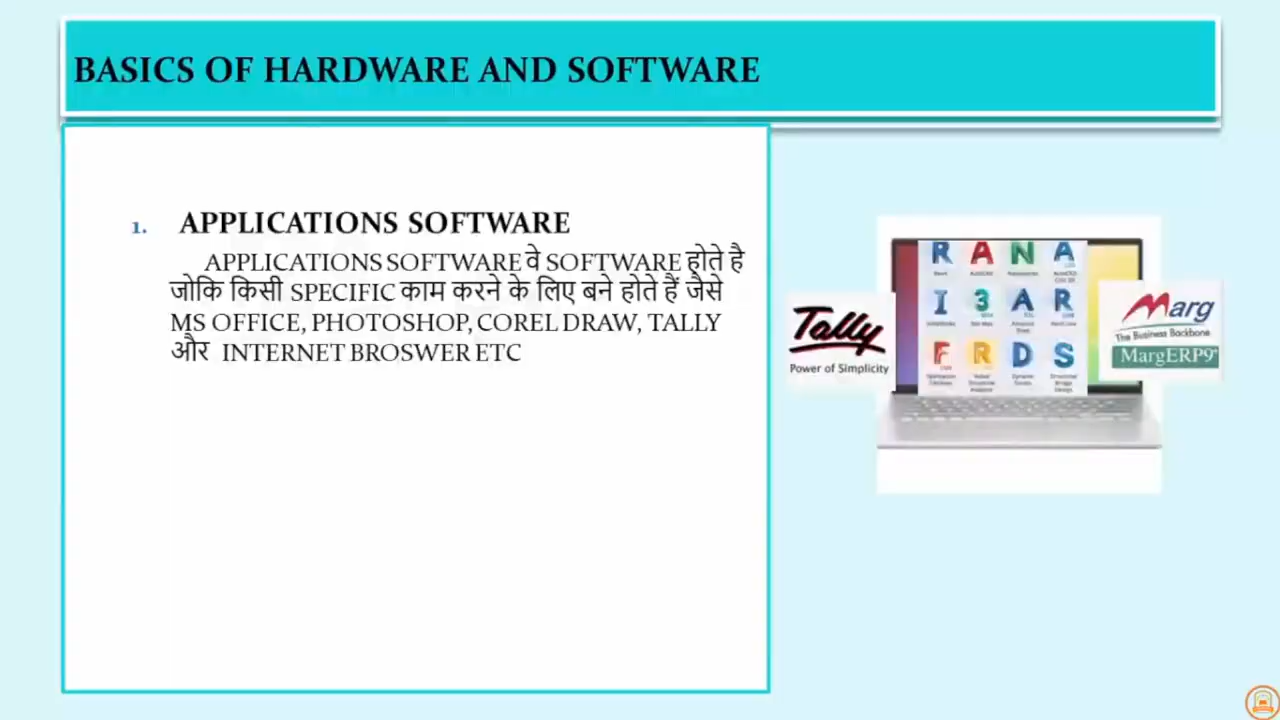 BASICS OF HARDWARE AND SOFTWARE
1. APPLICATIONS SOFTWARE
APPLICATIONS SOFTWARE वे SOFTWARE होते है
जोकि किसी SPECIFIC काम करने के लिए बने होते हैं जैसे
MS OFFICE, PHOTOSHOP, COREL DRAW, TALLY
और INTERNET BROSWER ETC
Tally
Power of Simplicity
R A N A
I 3 A R
F R D S
Marg
The Business Backbone
MargERP9+